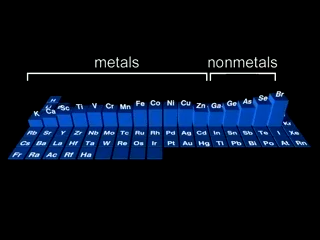 metals nonmetals
H
K Ca Sc Ti V Cr Mn Fe Co Ni Cu Zn Ga Ge As Se Br Kr
Rb Sr Y Zr Nb Mo Tc Ru Rh Pd Ag Cd In Sn Sb Te I Xe
Cs Ba La Hf Ta W Re Os Ir Pt Au Hg Tl Pb Bi Po At Rn
Fr Ra Ac Rf Ha